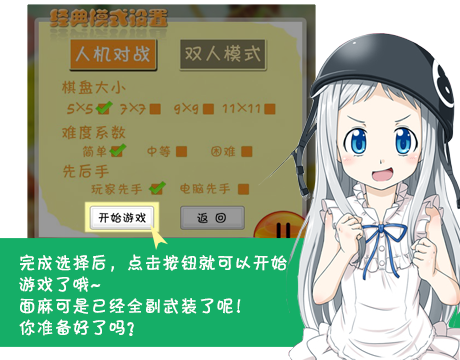 经典模式设置
人机对战 双人模式
棋盘大小
5×5 7×7 9×9 11×11
难度系数
简单 中等 困难
先后手
玩家先手 电脑先手
开始游戏 返回
完成选择后，点击按钮就可以开始
游戏了哦~
面麻可是已经全副武装了呢！
你准备好了吗？